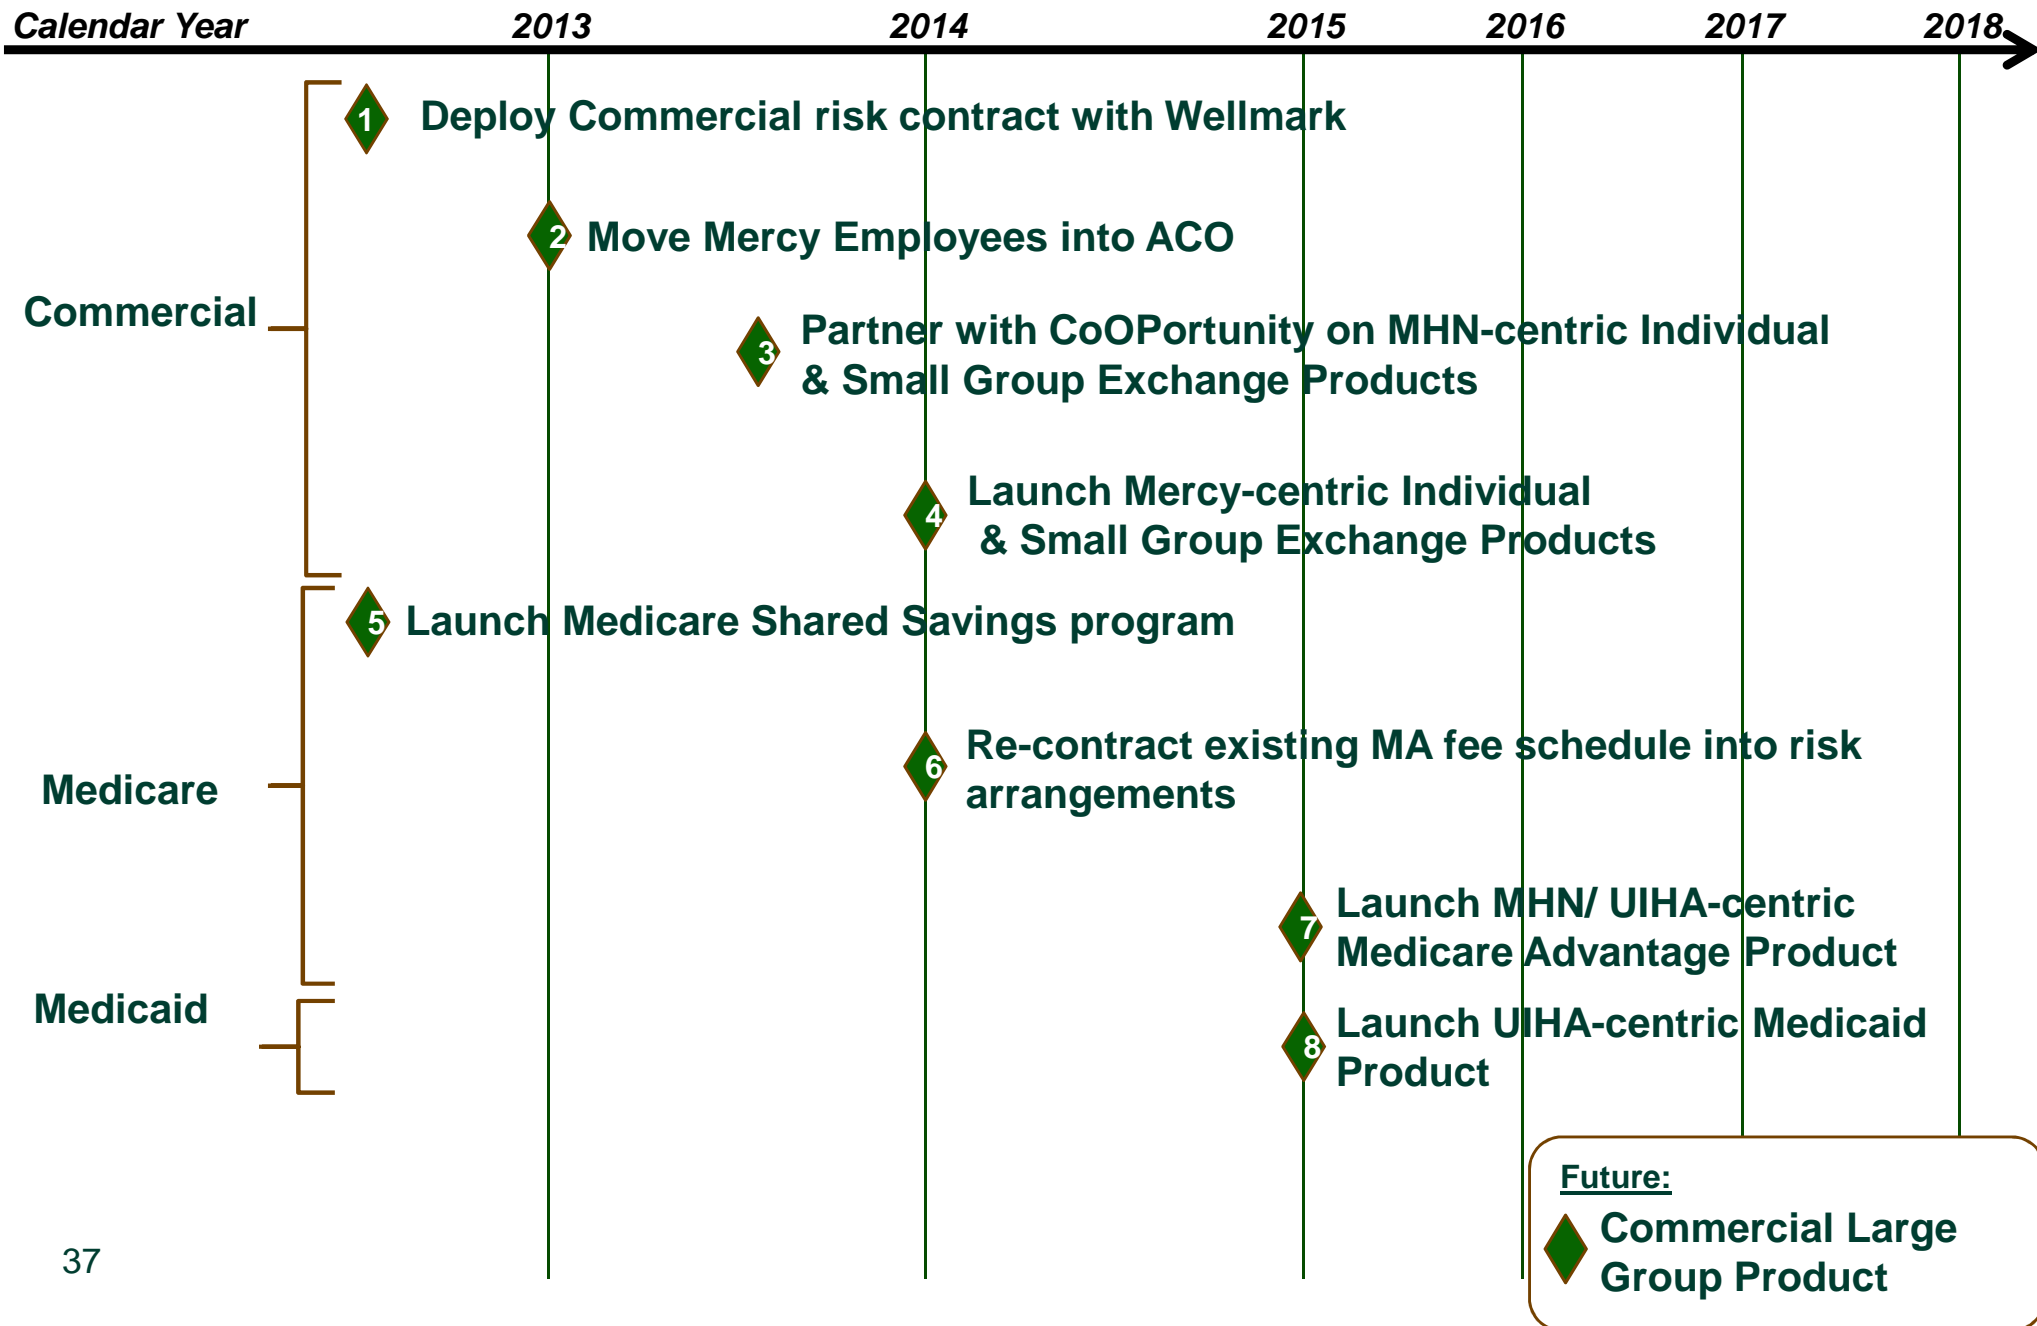 Calendar Year 2013 2014 2015 2016 2017 2018
1 Deploy Commercial risk contract with Wellmark
2 Move Mercy Employees into ACO
Commercial
3 Partner with CoOPortunity on MHN-centric Individual
& Small Group Exchange Products
4 Launch Mercy-centric Individual
& Small Group Exchange Products
5 Launch Medicare Shared Savings program
Medicare
6 Re-contract existing MA fee schedule into risk
arrangements
7 Launch MHN/ UIHA-centric
Medicare Advantage Product
Medicaid
8 Launch UIHA-centric Medicaid
Product
Future:
Commercial Large
Group Product
37